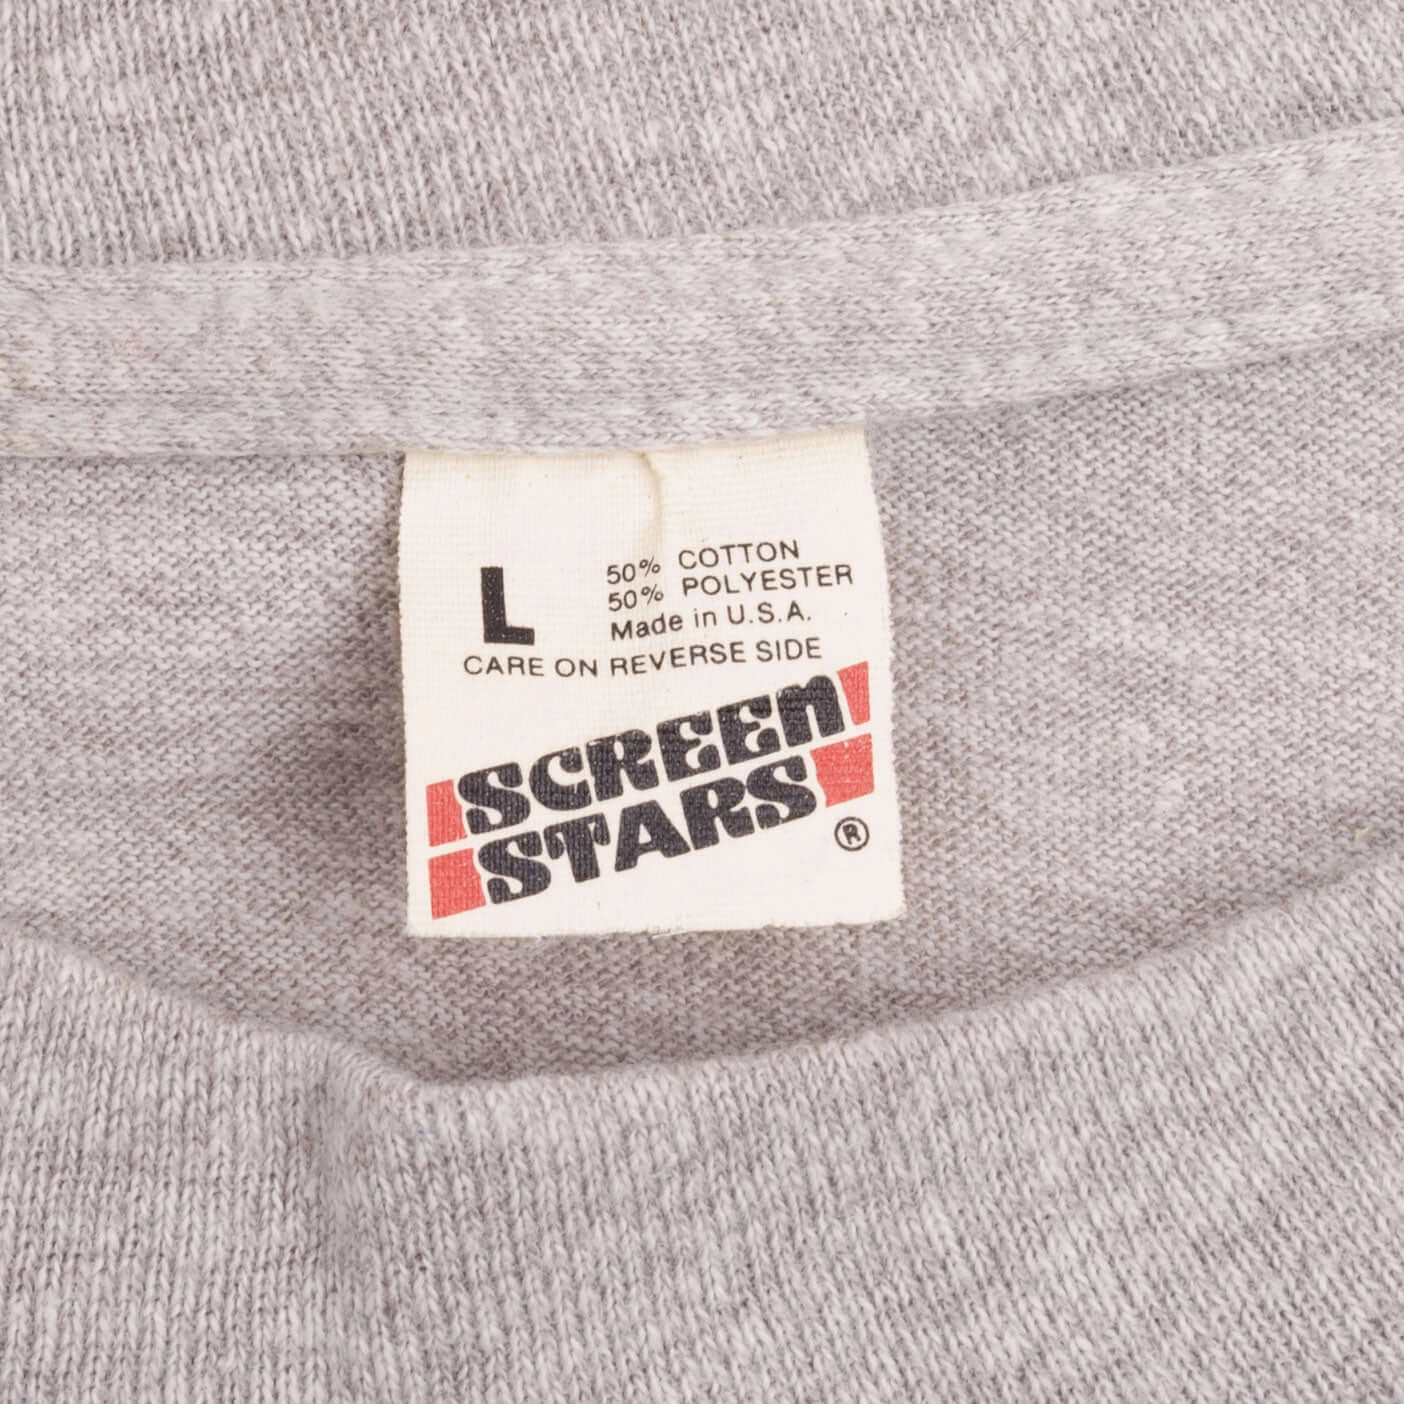 L
50% COTTON
50% POLYESTER
Made in U.S.A.
CARE ON REVERSE SIDE
SCREEN
STARS
®